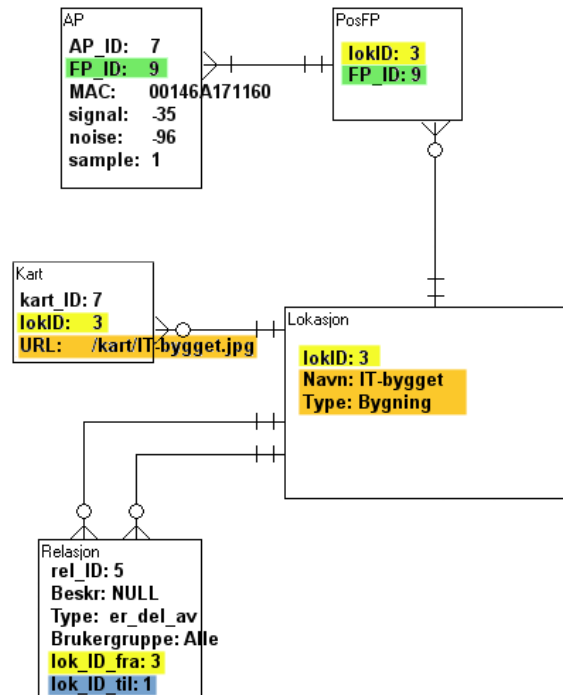 AP
AP_ID: 7
FP_ID: 9
MAC: 00146A171160
signal: -35
noise: -96
sample: 1
PosFP
lokID: 3
FP_ID: 9
Kart
kart_ID: 7
lokID: 3
URL: /kart/IT-bygget.jpg
Lokasjon
lokID: 3
Navn: IT-bygget
Type: Bygning
Relasjon
rel_ID: 5
Beskr: NULL
Type: er_del_av
Brukergruppe: Alle
lok_ID_fra: 3
lok_ID_til: 1